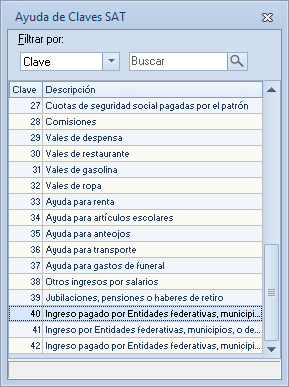 Ayuda de Claves SAT
Filtrar por:
Clave Buscar
Clave Descripción
27 Cuotas de seguridad social pagadas por el patrón
28 Comisiones
29 Vales de despensa
30 Vales de restaurante
31 Vales de gasolina
32 Vales de ropa
33 Ayuda para renta
34 Ayuda para artículos escolares
35 Ayuda para anteojos
36 Ayuda para transporte
37 Ayuda para gastos de funeral
38 Otros ingresos por salarios
39 Jubilaciones, pensiones o haberes de retiro
40 Ingreso pagado por Entidades federativas, municipi...
41 Ingreso por Entidades federativas, municipios, o de...
42 Ingreso pagado por Entidades federativas, municipi...